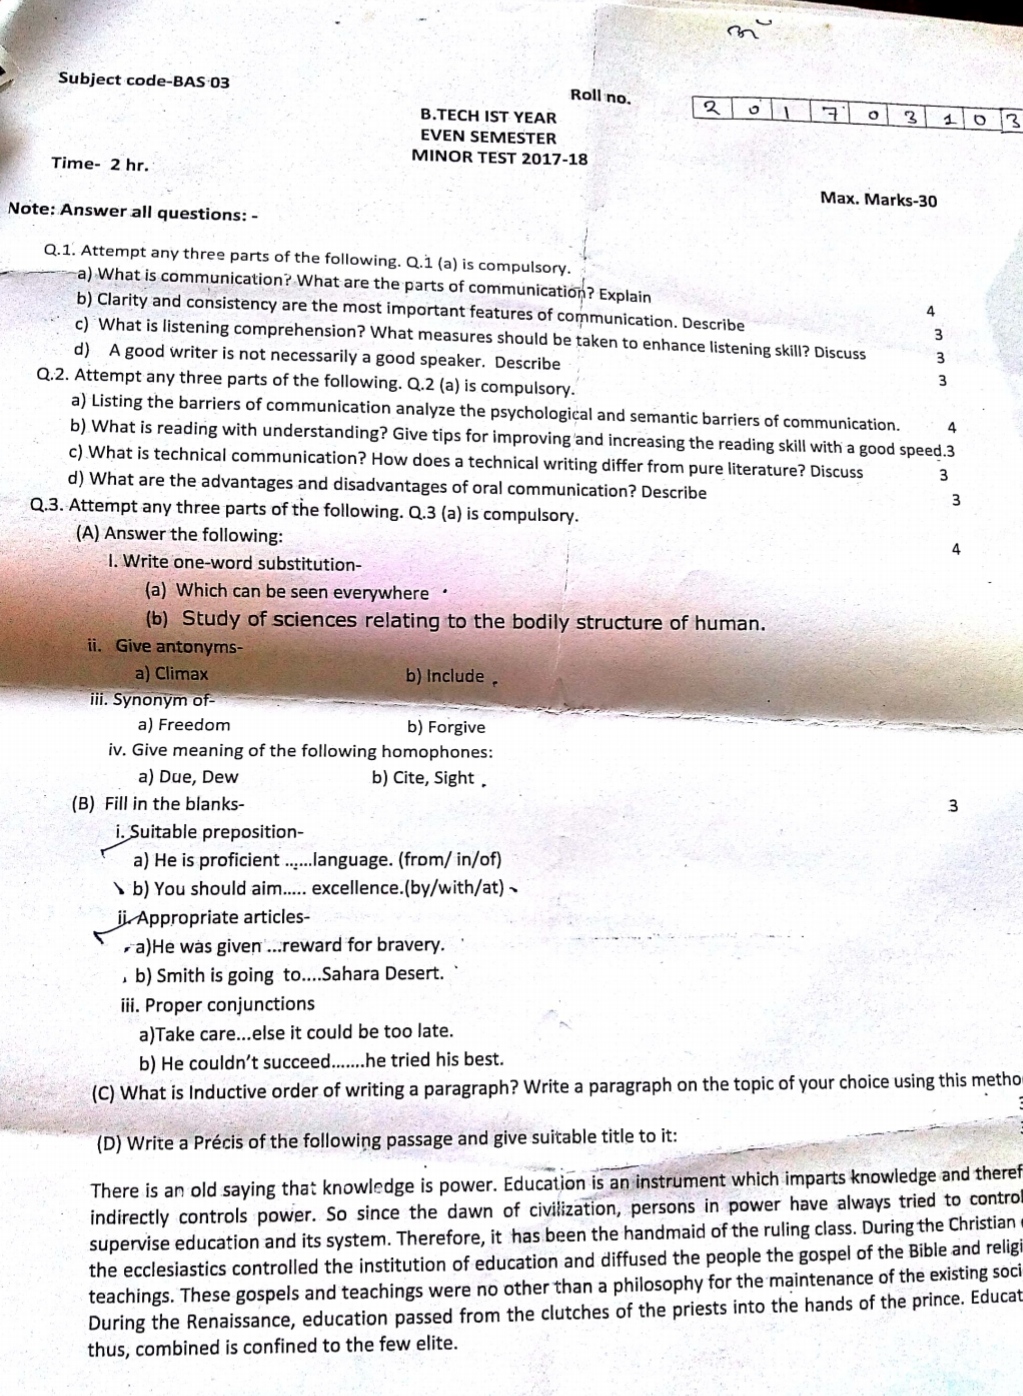 Subject code-BAS 03
Roll no. 2 0 1 7 0 3 1 0 3
B.TECH IST YEAR
EVEN SEMESTER
MINOR TEST 2017-18
Time- 2 hr.
Max. Marks-30
Note: Answer all questions: -
Q.1. Attempt any three parts of the following. Q.1 (a) is compulsory.
a) What is communication? What are the parts of communication? Explain 4
b) Clarity and consistency are the most important features of communication. Describe 3
c) What is listening comprehension? What measures should be taken to enhance listening skill? Discuss 3
d) A good writer is not necessarily a good speaker. Describe 3
Q.2. Attempt any three parts of the following. Q.2 (a) is compulsory.
a) Listing the barriers of communication analyze the psychological and semantic barriers of communication. 4
b) What is reading with understanding? Give tips for improving and increasing the reading skill with a good speed.3
c) What is technical communication? How does a technical writing differ from pure literature? Discuss 3
d) What are the advantages and disadvantages of oral communication? Describe 3
Q.3. Attempt any three parts of the following. Q.3 (a) is compulsory.
(A) Answer the following: 4
I. Write one-word substitution-
(a) Which can be seen everywhere
(b) Study of sciences relating to the bodily structure of human.
ii. Give antonyms-
a) Climax b) Include
iii. Synonym of-
a) Freedom b) Forgive
iv. Give meaning of the following homophones:
a) Due, Dew b) Cite, Sight
(B) Fill in the blanks- 3
i. Suitable preposition-
a) He is proficient ......language. (from/ in/of)
b) You should aim..... excellence.(by/with/at)
ii. Appropriate articles-
a)He was given ...reward for bravery.
b) Smith is going to....Sahara Desert.
iii. Proper conjunctions
a)Take care...else it could be too late.
b) He couldn't succeed.......he tried his best.
(C) What is Inductive order of writing a paragraph? Write a paragraph on the topic of your choice using this metho
(D) Write a Précis of the following passage and give suitable title to it:
There is an old saying that knowledge is power. Education is an instrument which imparts knowledge and theref
indirectly controls power. So since the dawn of civilization, persons in power have always tried to control
supervise education and its system. Therefore, it has been the handmaid of the ruling class. During the Christian
the ecclesiastics controlled the institution of education and diffused the people the gospel of the Bible and religi
teachings. These gospels and teachings were no other than a philosophy for the maintenance of the existing soci
During the Renaissance, education passed from the clutches of the priests into the hands of the prince. Educat
thus, combined is confined to the few elite.